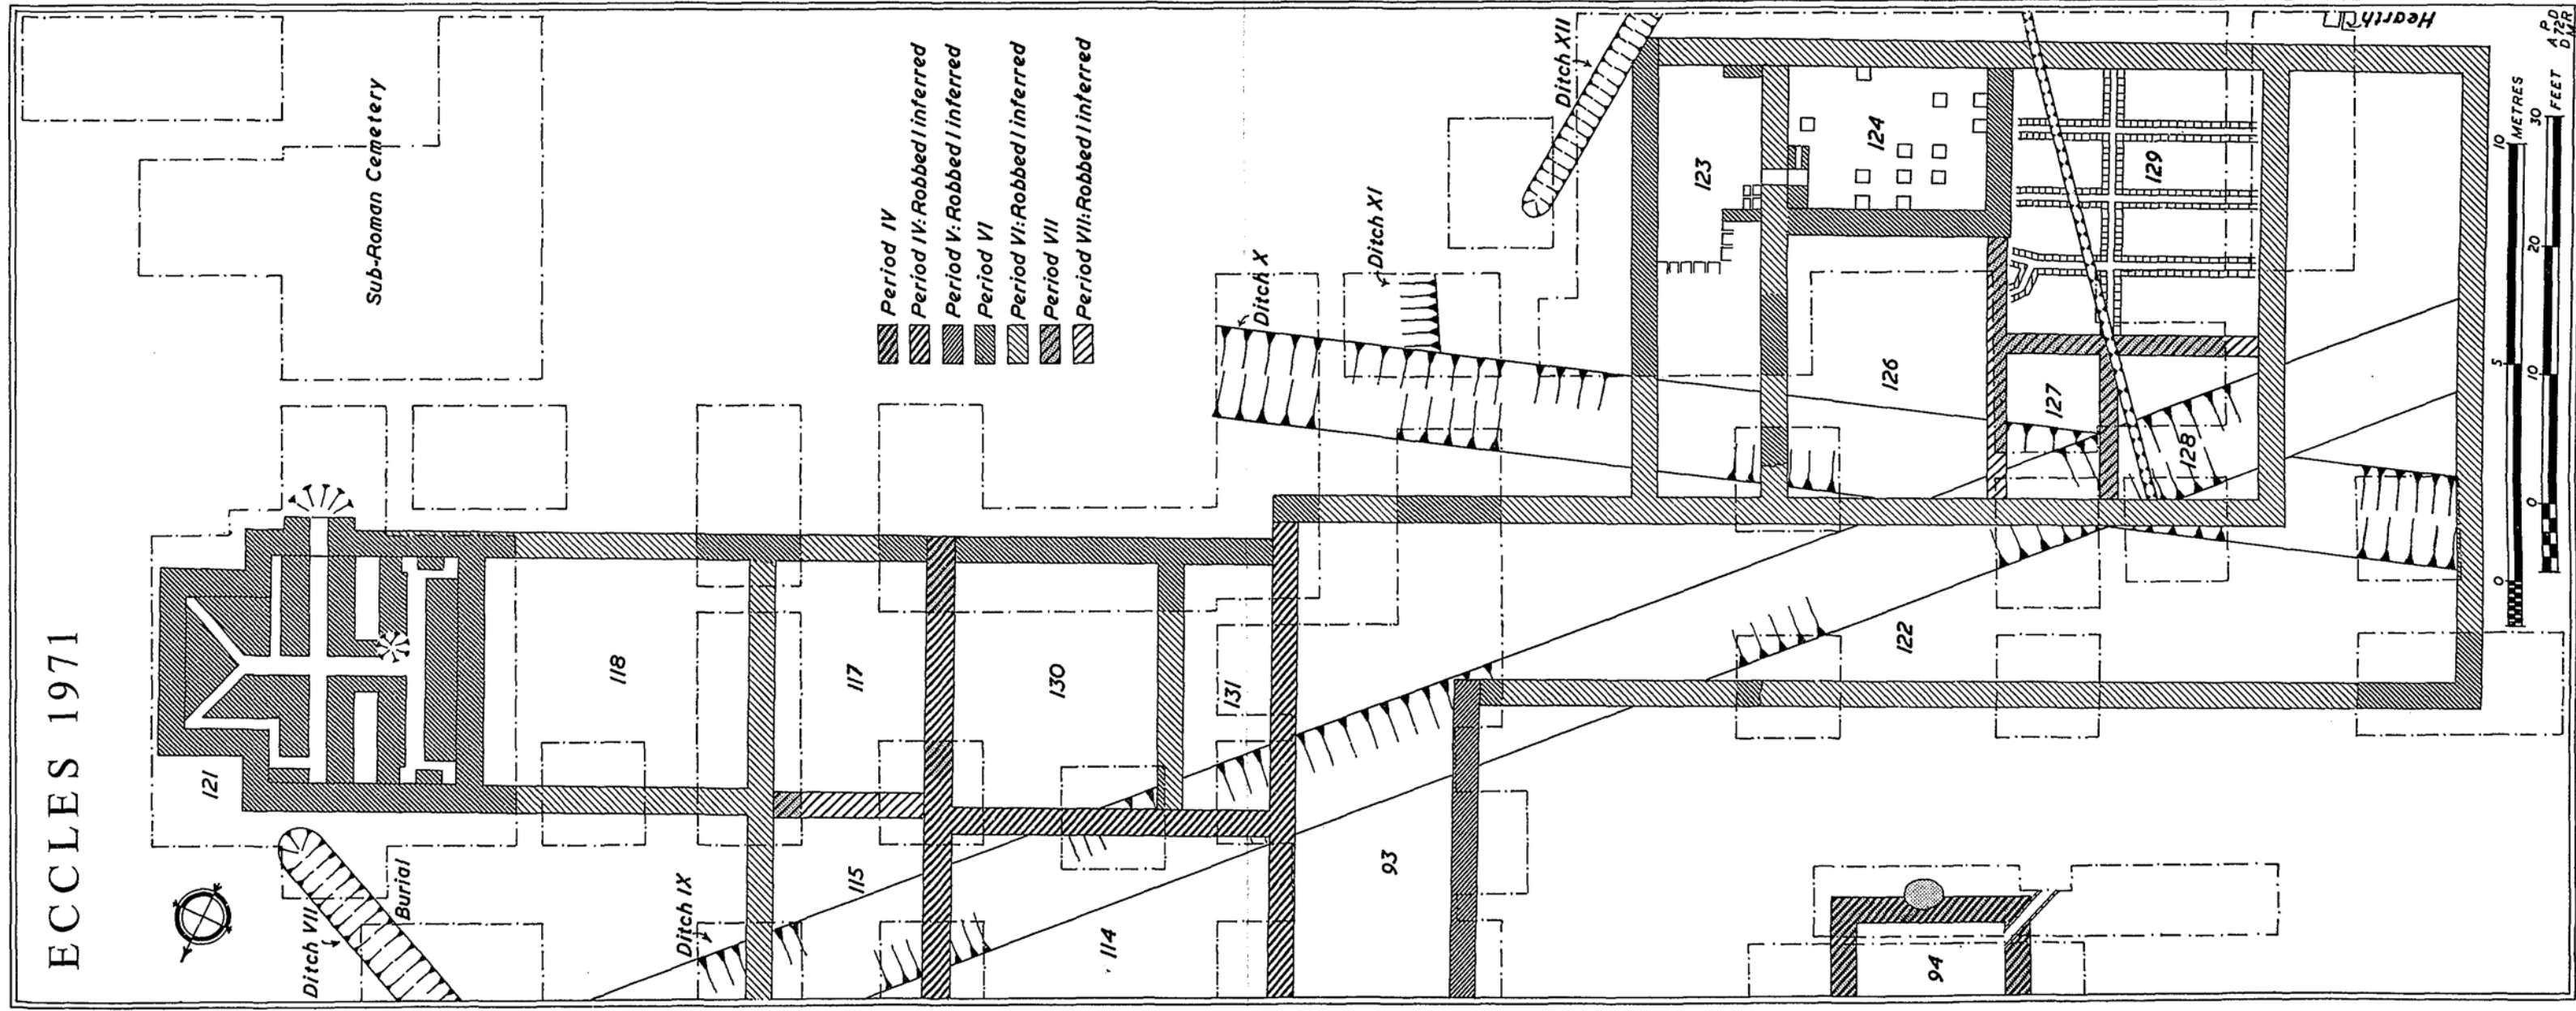 ECCLES 1971
Sub-Roman Cemetery
Period IV
Period IV: Robbed / inferred
Period V: Robbed / inferred
Period VI
Period VI: Robbed / inferred
Period VII
Period VII: Robbed / inferred
Ditch VII
Burial
Ditch IX
Ditch X
Ditch XI
Ditch XII
Hearth
121
118
117
115
130
131
114
93
122
94
123
124
126
127
128
129
0 5 10
METRES
0 10 20 30
FEET
P.D
A.72.R
D.M.R